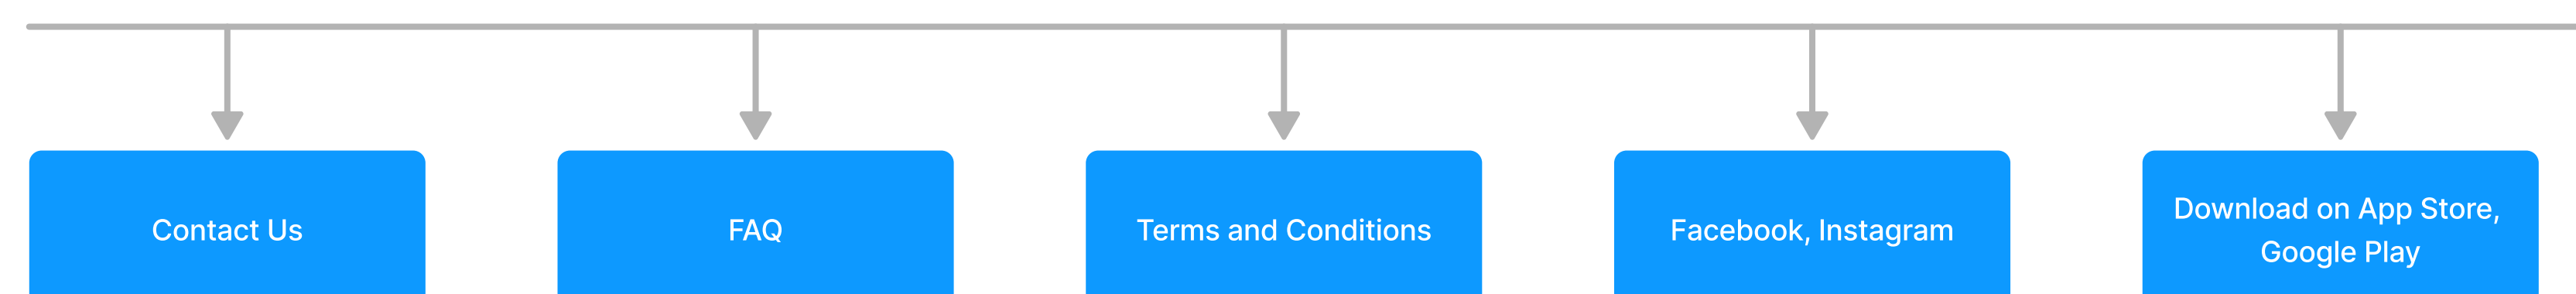 Contact Us
FAQ
Terms and Conditions
Facebook, Instagram
Download on App Store,
Google Play